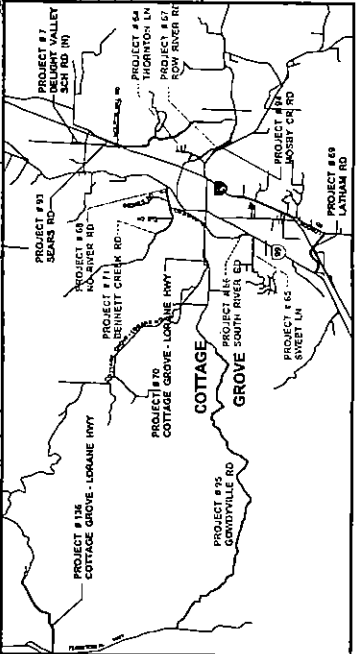 PROJECT # 7
DELIGHT VALLEY
SCH RD (N)
PROJECT # 64
THORNTON LN
PROJECT # 67
ROW RIVER RD
PROJECT # 93
SEARS RD
PROJECT # 68
NO RIVER RD
PROJECT # 71
BENNETT CREEK RD
PROJECT # 94
MOSBY CR RD
PROJECT # 69
LATHAM RD
PROJECT # 136
COTTAGE GROVE - LORANE HWY
PROJECT # 70
COTTAGE GROVE - LORANE HWY
COTTAGE
GROVE
PROJECT # 66
SOUTH RIVER RD
99
PROJECT # 65
SWEET LN
PROJECT # 95
GOWDYVILLE RD